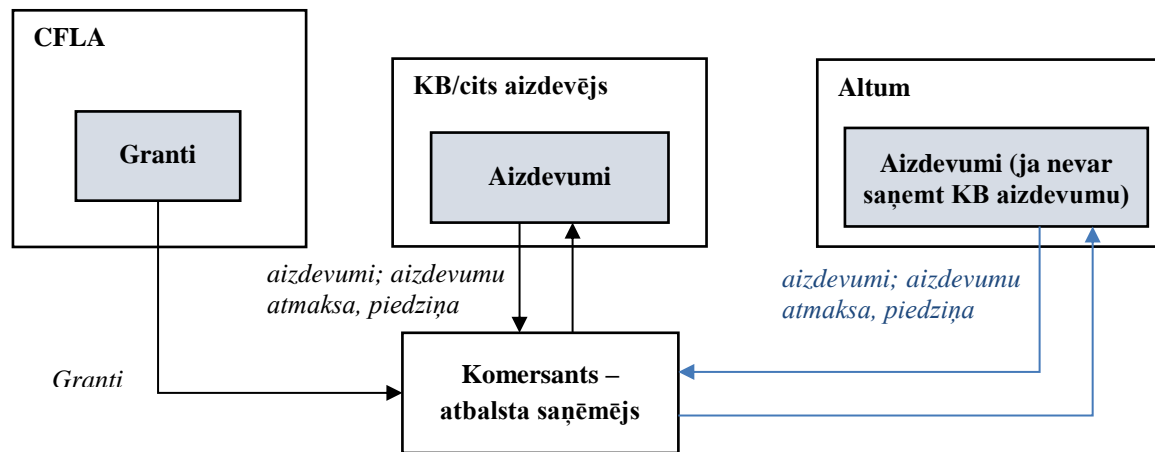 CFLA
Granti
KB/cits aizdevējs
Aizdevumi
Altum
Aizdevumi (ja nevar
saņemt KB aizdevumu)
aizdevumi; aizdevumu
atmaksa, piedziņa
aizdevumi; aizdevumu
atmaksa, piedziņa
Granti
Komersants –
atbalsta saņēmējs